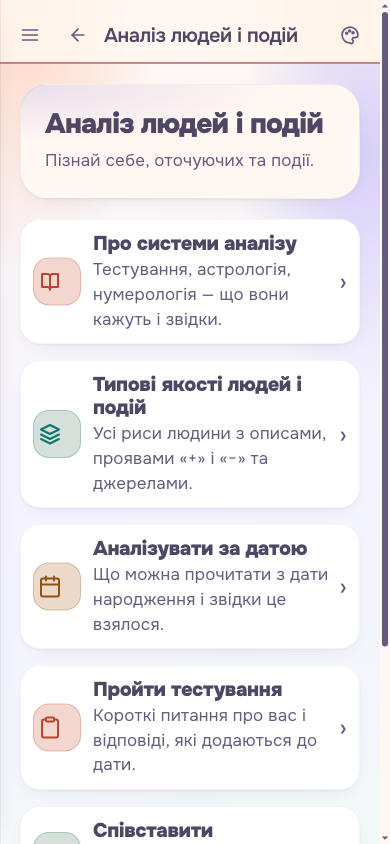 Аналіз людей і подій
Аналіз людей і подій
Пізнай себе, оточуючих та події.
Про системи аналізу
Тестування, астрологія,
нумерологія — що вони
кажуть і звідки.
›
Типові якості людей і
подій
Усі риси людини з описами,
проявами «+» і «−» та
джерелами.
›
Аналізувати за датою
Що можна прочитати з дати
народження і звідки це
взялося.
›
Пройти тестування
Короткі питання про вас і
відповіді, які додаються до
дати.
›
Співставити